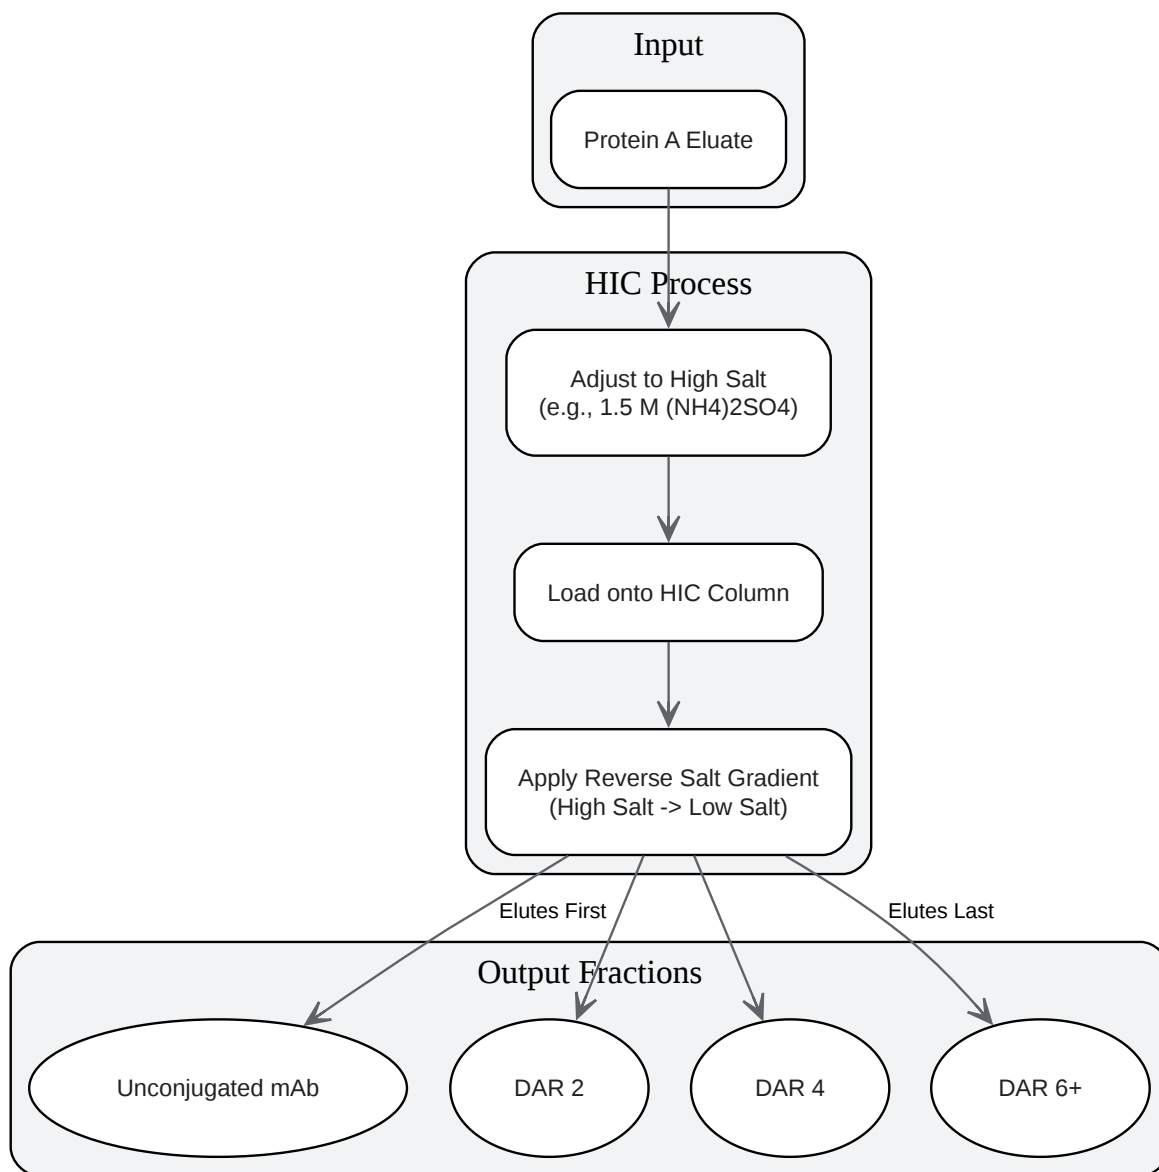 Input
Protein A Eluate
HIC Process
Adjust to High Salt
(e.g., 1.5 M (NH4)2SO4)
Load onto HIC Column
Apply Reverse Salt Gradient
(High Salt -> Low Salt)
Elutes First
Elutes Last
Output Fractions
Unconjugated mAb
DAR 2
DAR 4
DAR 6+